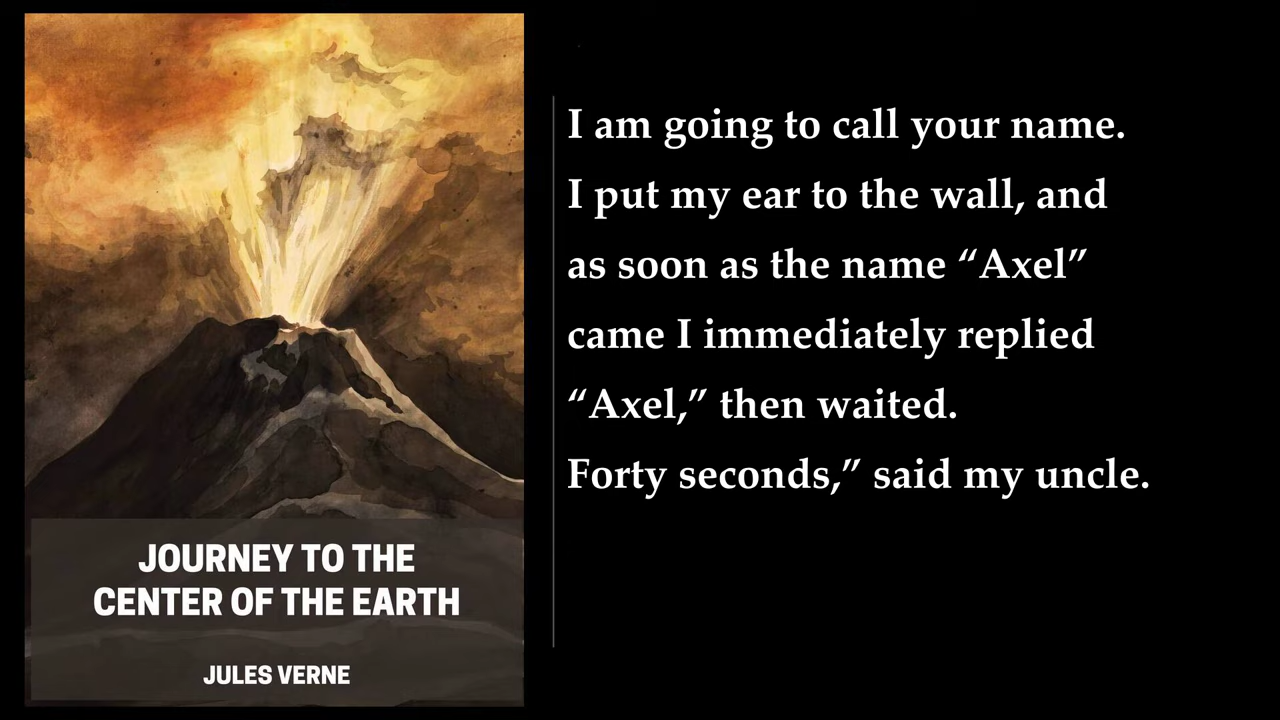 JOURNEY TO THE
CENTER OF THE EARTH
JULES VERNE
I am going to call your name.
I put my ear to the wall, and
as soon as the name “Axel”
came I immediately replied
“Axel,” then waited.
Forty seconds,” said my uncle.